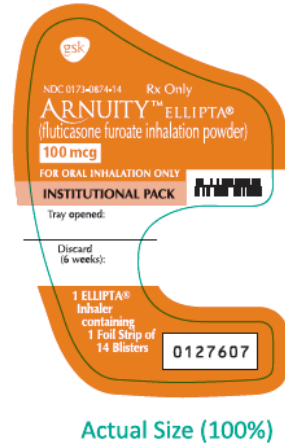 gsk
NDC 0173-0874-14 Rx Only
ARNUITY™ ELLIPTA®
(fluticasone furoate inhalation powder)
100 mcg
FOR ORAL INHALATION ONLY
INSTITUTIONAL PACK
Tray opened:
Discard
(6 weeks):
1 ELLIPTA®
Inhaler
containing
1 Foil Strip of
14 Blisters
0127607
Actual Size (100%)